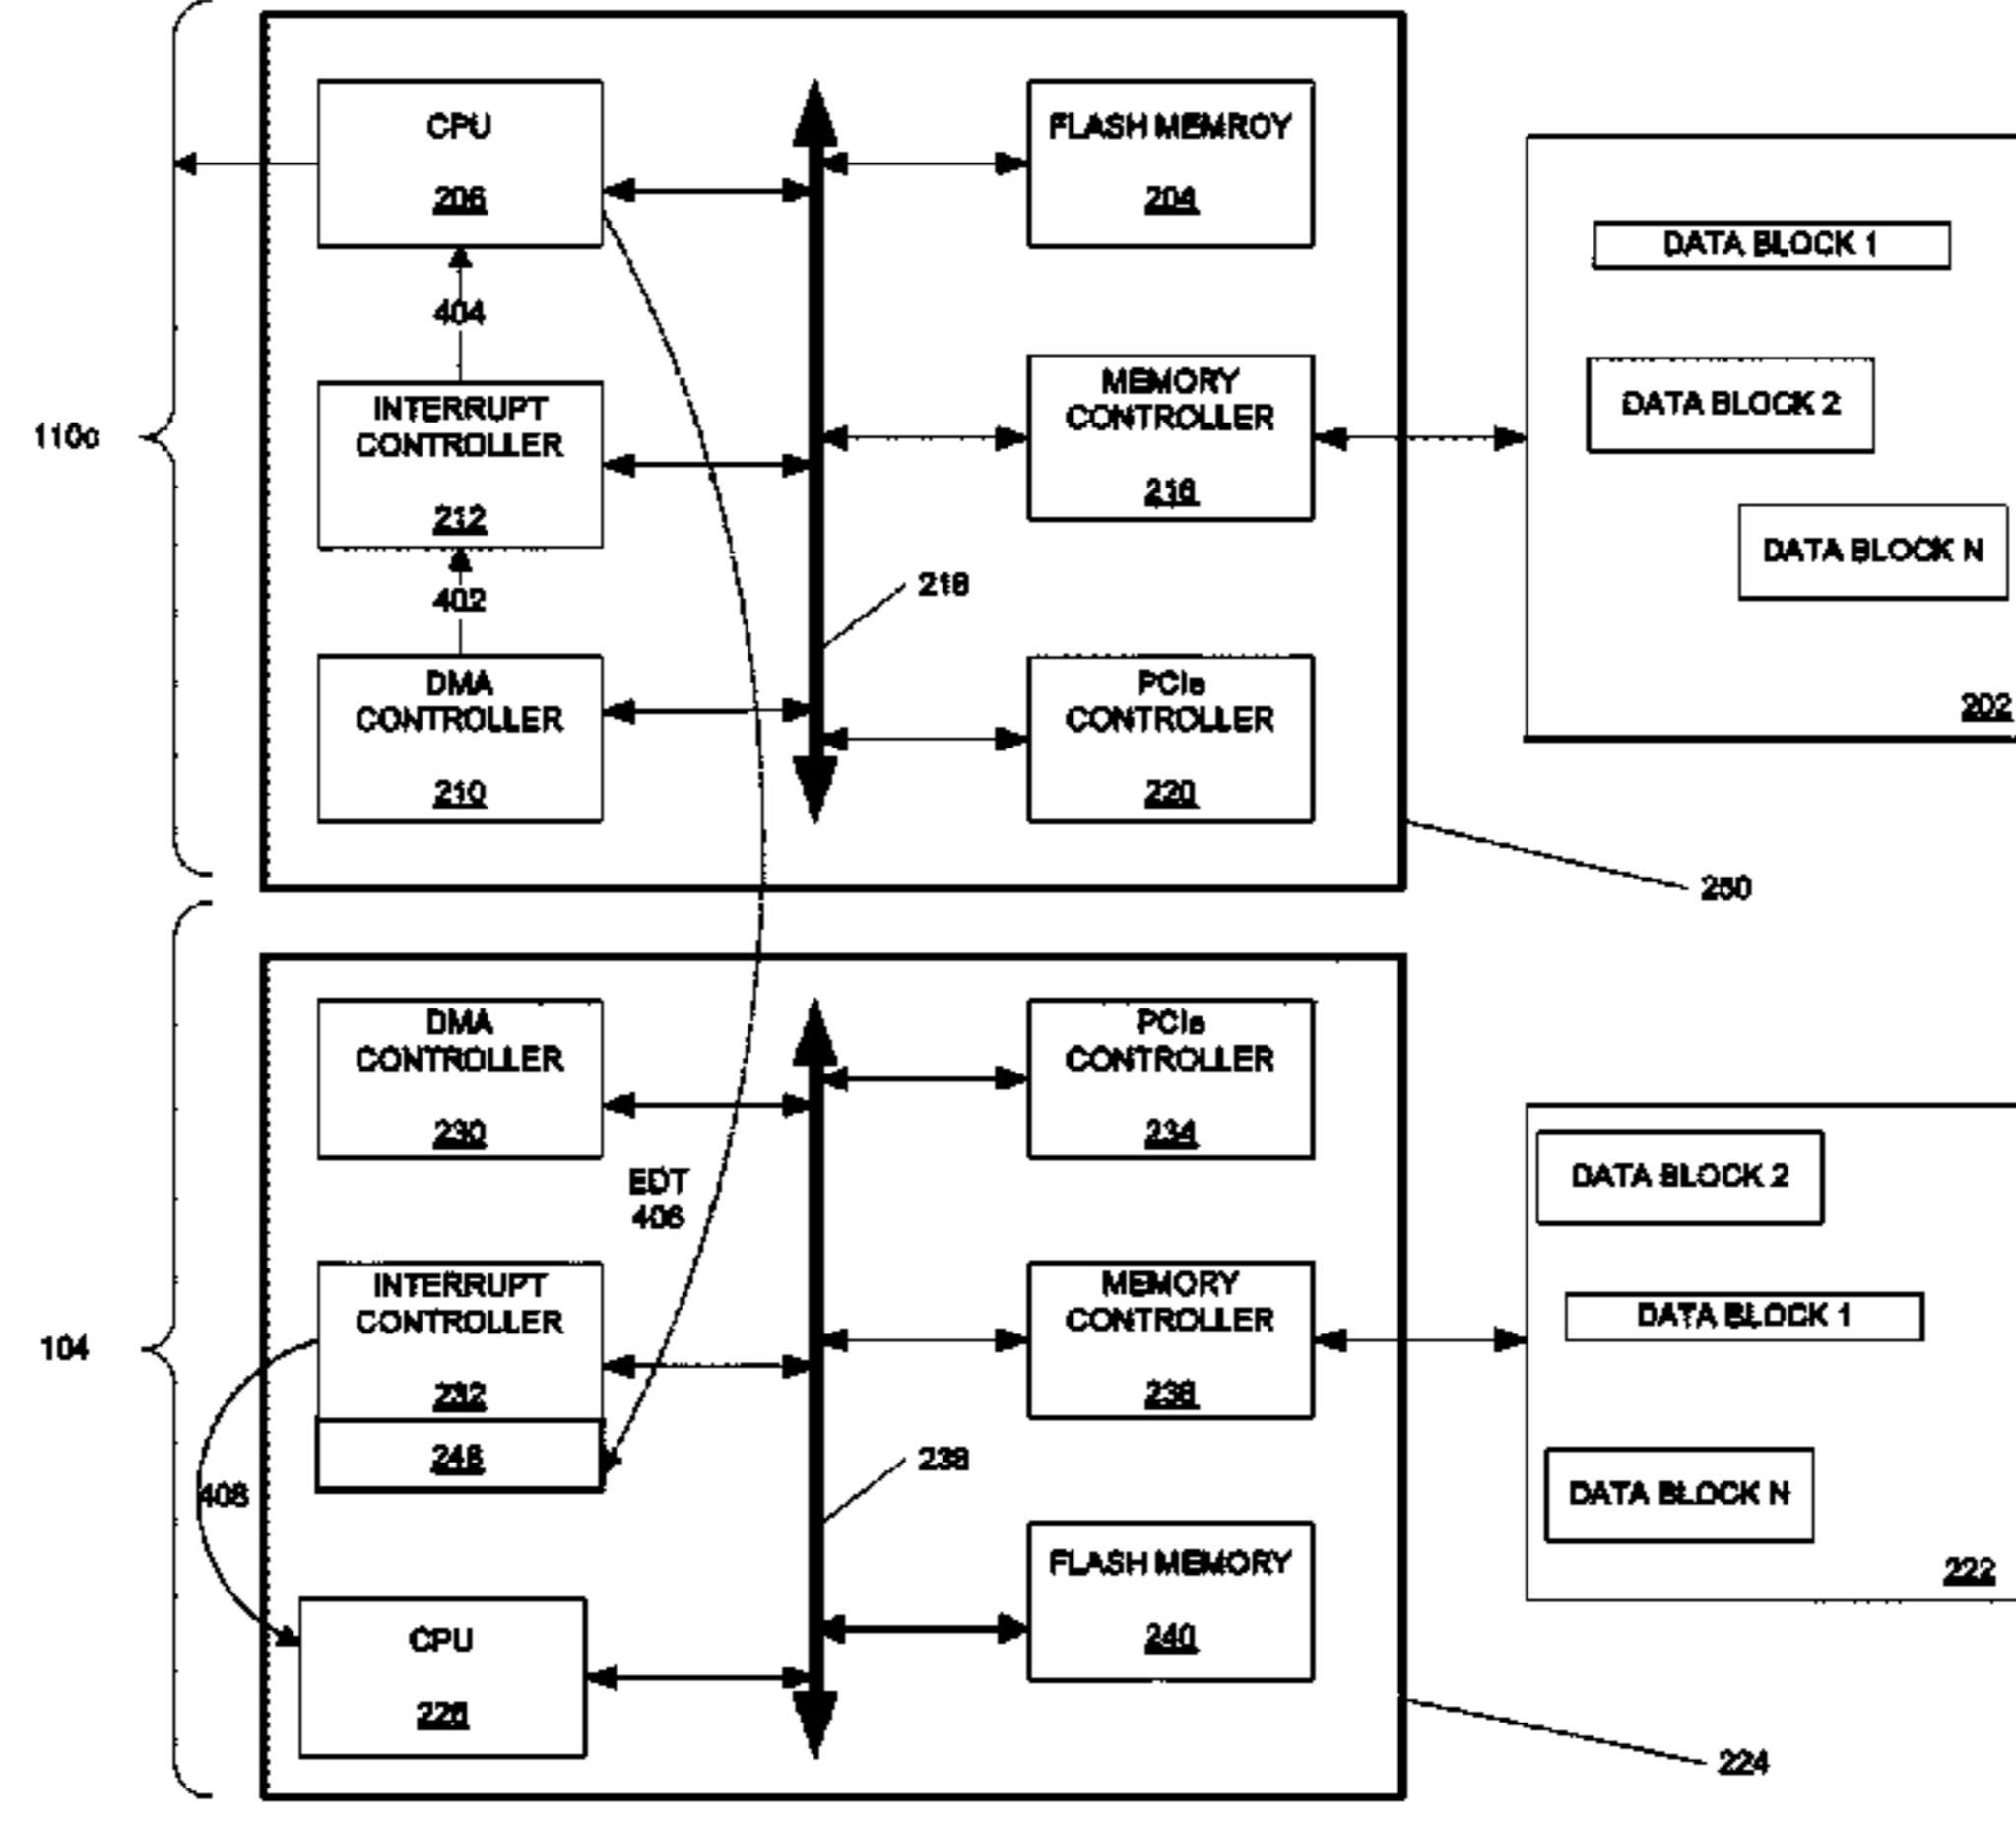 CPU
206
FLASH MEMROY
204
DATA BLOCK 1
404
INTERRUPT
CONTROLLER
212
MEMORY
CONTROLLER
216
DATA BLOCK 2
110c
DATA BLOCK N
402
218
DMA
CONTROLLER
210
PCIe
CONTROLLER
220
202
250
DMA
CONTROLLER
230
PCIe
CONTROLLER
234
DATA BLOCK 2
EDT
406
INTERRUPT
CONTROLLER
232
MEMORY
CONTROLLER
236
DATA BLOCK 1
104
246
238
408
DATA BLOCK N
FLASH MEMORY
240
222
CPU
226
224